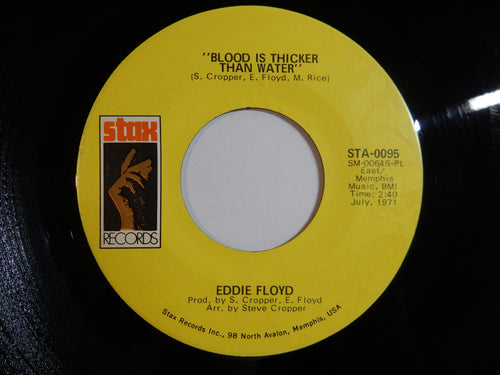 "BLOOD IS THICKER
THAN WATER"
(S. Cropper, E. Floyd, M. Rice)
stax
RECORDS
STA-0095
SM-00645-PL
East/
Memphis
Music, BMI
Time: 2:40
July, 1971
EDDIE FLOYD
Prod. by S. Cropper, E. Floyd
Arr. by Steve Cropper
Stax Records Inc., 98 North Avalon, Memphis, USA